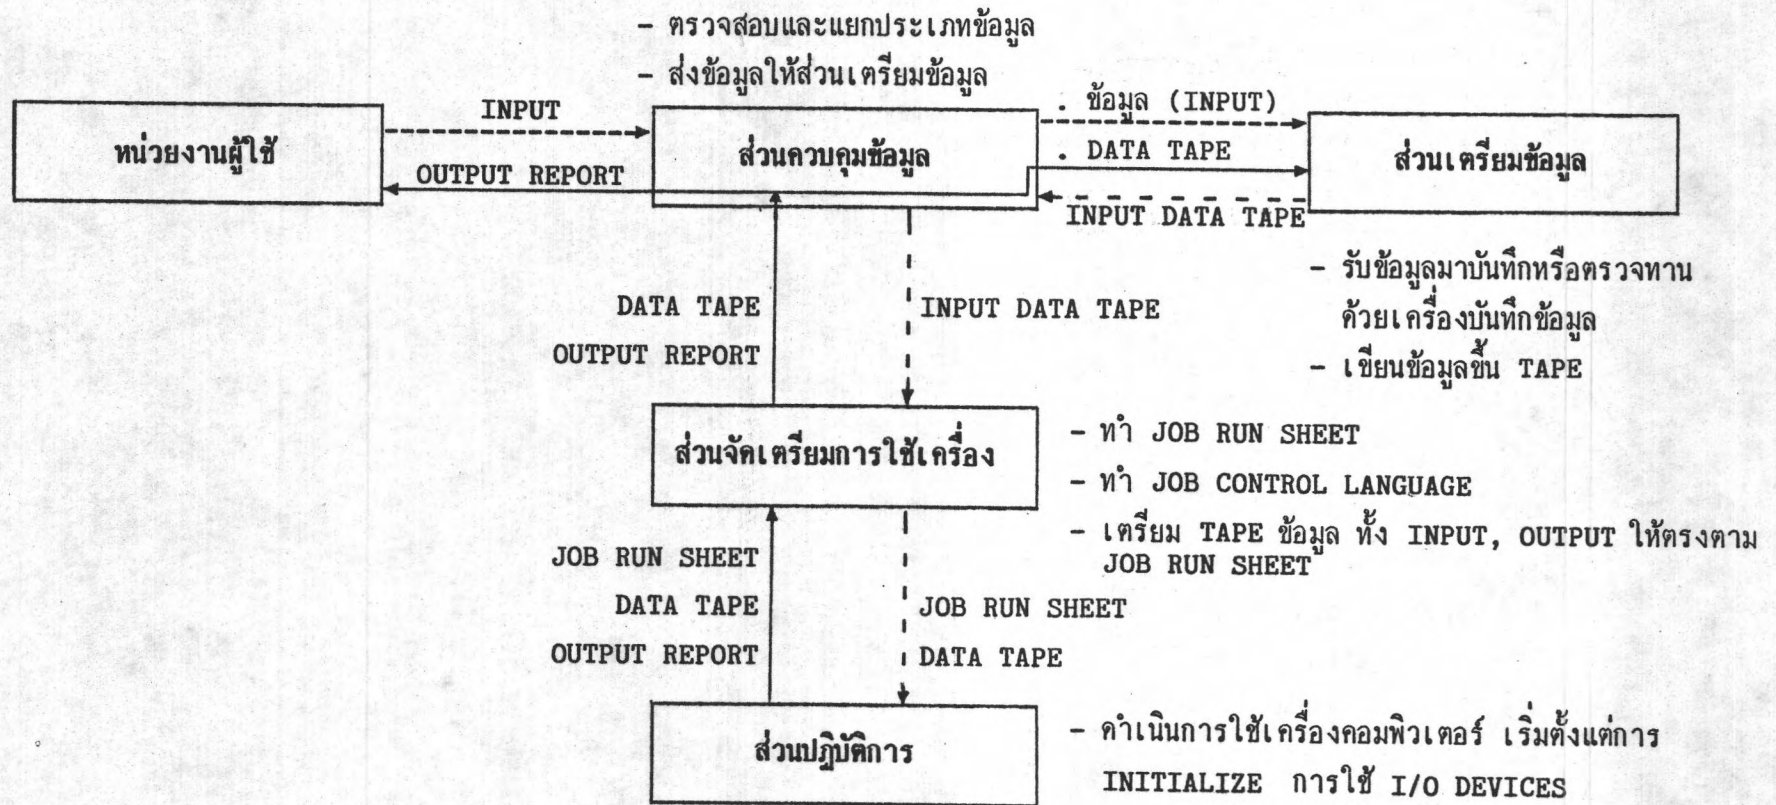 - ตรวจสอบและแยกประเภทข้อมูล
- ส่งข้อมูลให้ส่วนเตรียมข้อมูล
หน่วยงานผู้ใช้
INPUT
OUTPUT REPORT
ส่วนควบคุมข้อมูล
. ข้อมูล (INPUT)
. DATA TAPE
INPUT DATA TAPE
ส่วนเตรียมข้อมูล
- รับข้อมูลมาบันทึกหรือตรวจทาน
ด้วยเครื่องบันทึกข้อมูล
- เขียนข้อมูลขึ้น TAPE
DATA TAPE
OUTPUT REPORT
INPUT DATA TAPE
ส่วนจัดเตรียมการใช้เครื่อง
- ทำ JOB RUN SHEET
- ทำ JOB CONTROL LANGUAGE
- เตรียม TAPE ข้อมูล ทั้ง INPUT, OUTPUT ให้ตรงตาม
JOB RUN SHEET
JOB RUN SHEET
DATA TAPE
OUTPUT REPORT
JOB RUN SHEET
DATA TAPE
ส่วนปฏิบัติการ
- ดำเนินการใช้เครื่องคอมพิวเตอร์ เริ่มตั้งแต่การ
INITIALIZE การใช้ I/O DEVICES